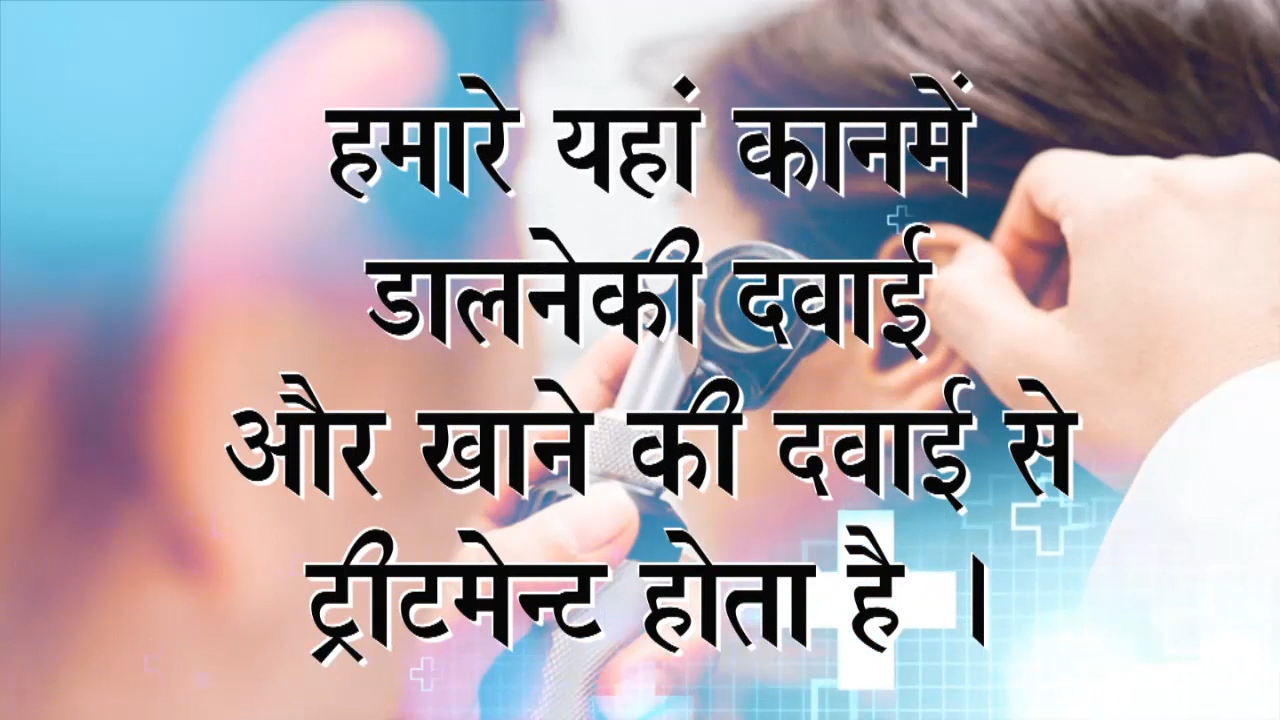 हमारे यहां कानमें
डालनेकी दवाई
और खाने की दवाई से
ट्रीटमेन्ट होता है ।